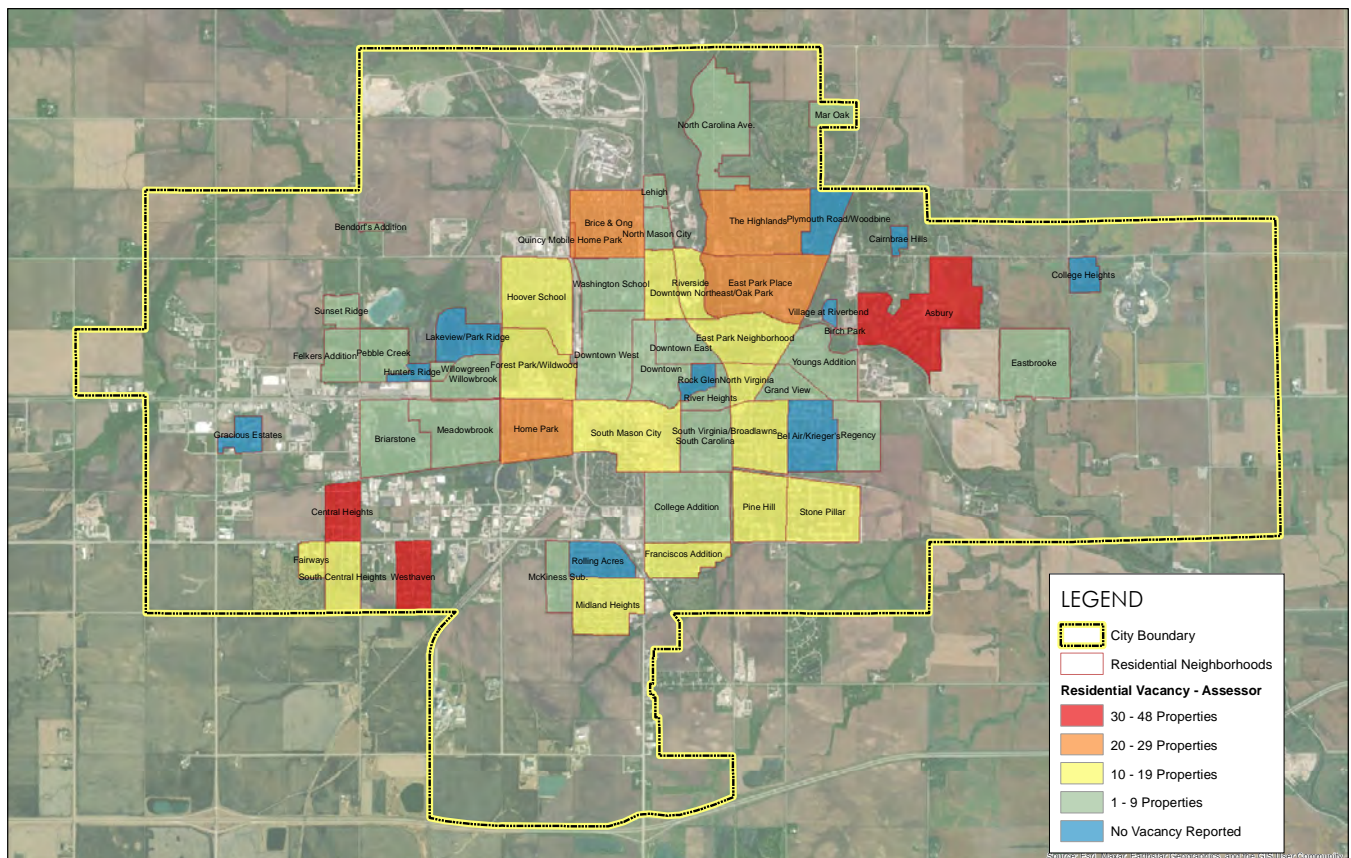 North Carolina Ave.
Mar Oak
Lehigh
Bendorf's Addition
Brice & Ong
The Highlands
Plymouth Road/Woodbine
Quincy Mobile Home Park
North Mason City
Cairnbrae Hills
College Heights
Washington School
Riverside
East Park Place
Downtown Northeast/Oak Park
Hoover School
Sunset Ridge
Village at Riverbend
Asbury
Birch Park
Lakeview/Park Ridge
East Park Neighborhood
Downtown East
Felkers Addition
Pebble Creek
Downtown West
Youngs Addition
Eastbrooke
Forest Park/Wildwood
Willowgreen
Hunters Ridge
Willowbrook
Downtown
Rock Glen
North Virginia
Grand View
River Heights
Gracious Estates
Briarstone
Meadowbrook
Home Park
South Mason City
South Virginia/
South Carolina
Broadlawns
Bel Air/Krieger's
Regency
Central Heights
College Addition
Pine Hill
Stone Pillar
Fairways
South Central Heights
Westhaven
McKiness Sub.
Rolling Acres
Franciscos Addition
Midland Heights
LEGEND
City Boundary
Residential Neighborhoods
Residential Vacancy - Assessor
30 - 48 Properties
20 - 29 Properties
10 - 19 Properties
1 - 9 Properties
No Vacancy Reported